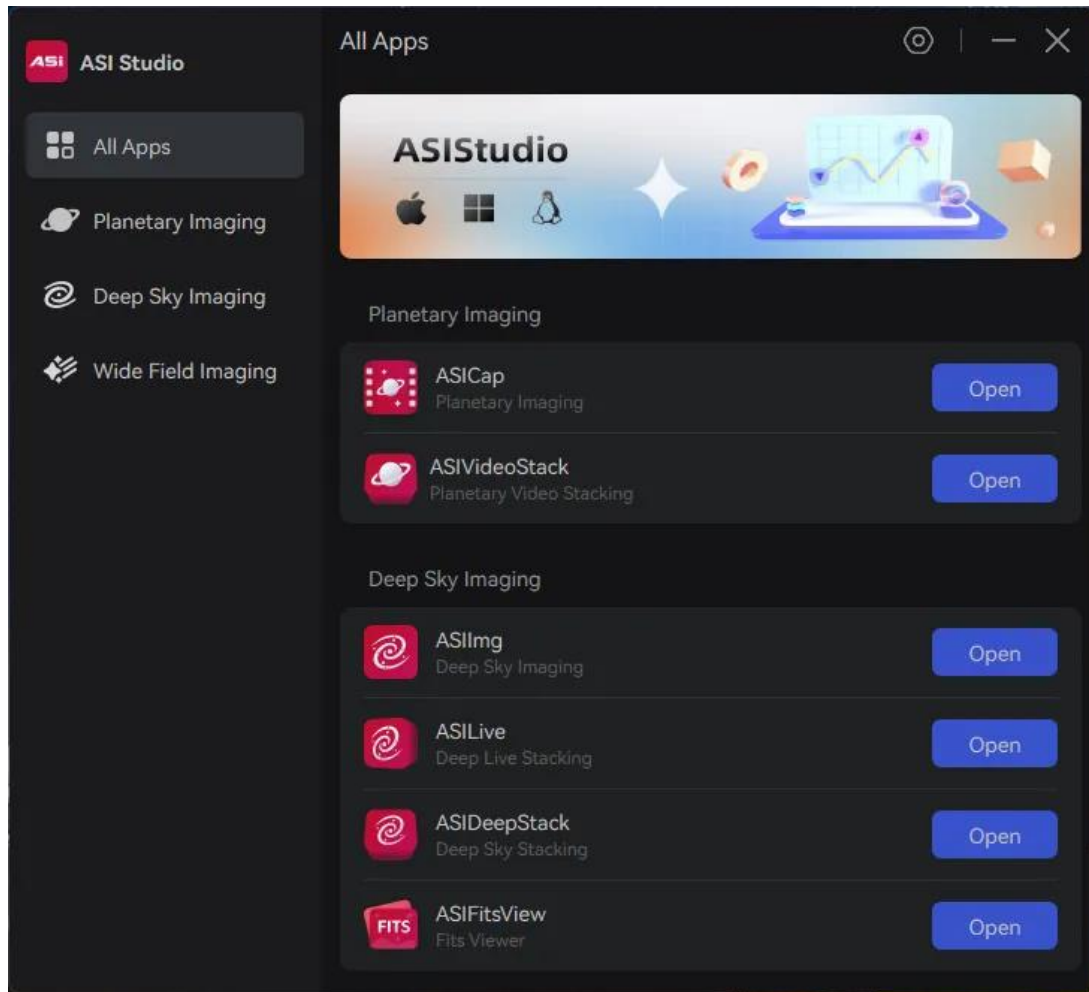 ASI ASI Studio
All Apps
Planetary Imaging
Deep Sky Imaging
Wide Field Imaging
All Apps
ASIStudio
Planetary Imaging
ASICap
Planetary Imaging
Open
ASIVideoStack
Planetary Video Stacking
Open
Deep Sky Imaging
ASIImg
Deep Sky Imaging
Open
ASILive
Deep Live Stacking
Open
ASIDeepStack
Deep Sky Stacking
Open
FITS
ASIFitsView
Fits Viewer
Open